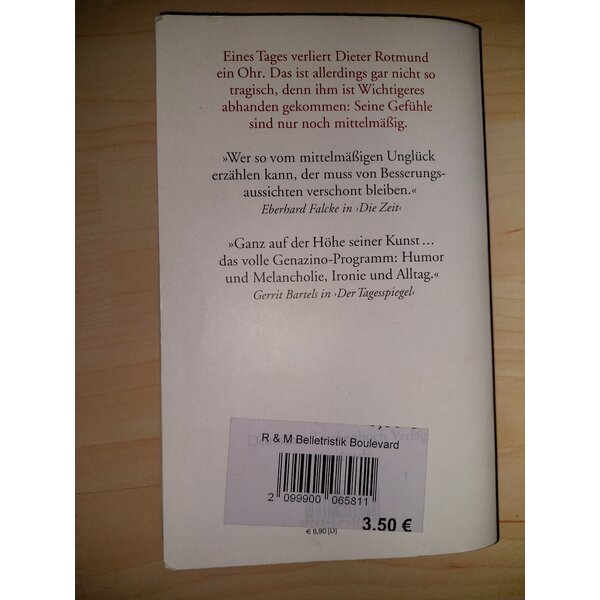 Eines Tages verliert Dieter Rotmund
ein Ohr. Das ist allerdings gar nicht so
tragisch, denn ihm ist Wichtigeres
abhanden gekommen: Seine Gefühle
sind nur noch mittelmäßig.
»Wer so vom mittelmäßigen Unglück
erzählen kann, der muss von Besserungs-
aussichten verschont bleiben.«
Eberhard Falcke in ›Die Zeit‹
»Ganz auf der Höhe seiner Kunst…
das volle Genazino-Programm: Humor
und Melancholie, Ironie und Alltag.«
Gerrit Bartels in ›Der Tagesspiegel‹
R & M Belletristik Boulevard
2 099900 065811
3.50 €
€ 8,90 [D]